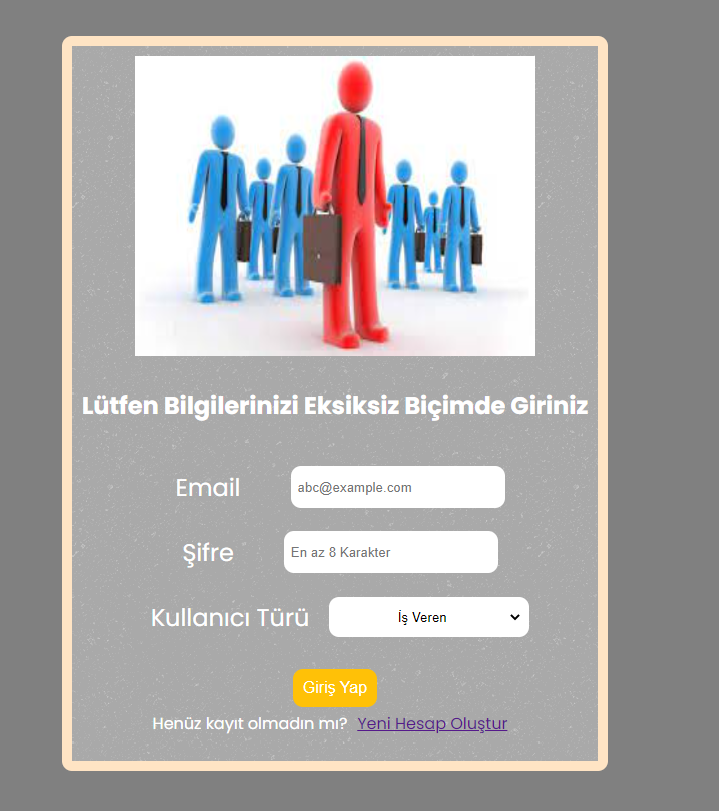 Lütfen Bilgilerinizi Eksiksiz Biçimde Giriniz
Email abc@example.com
Şifre En az 8 Karakter
Kullanıcı Türü İş Veren
Giriş Yap
Henüz kayıt olmadın mı? Yeni Hesap Oluştur